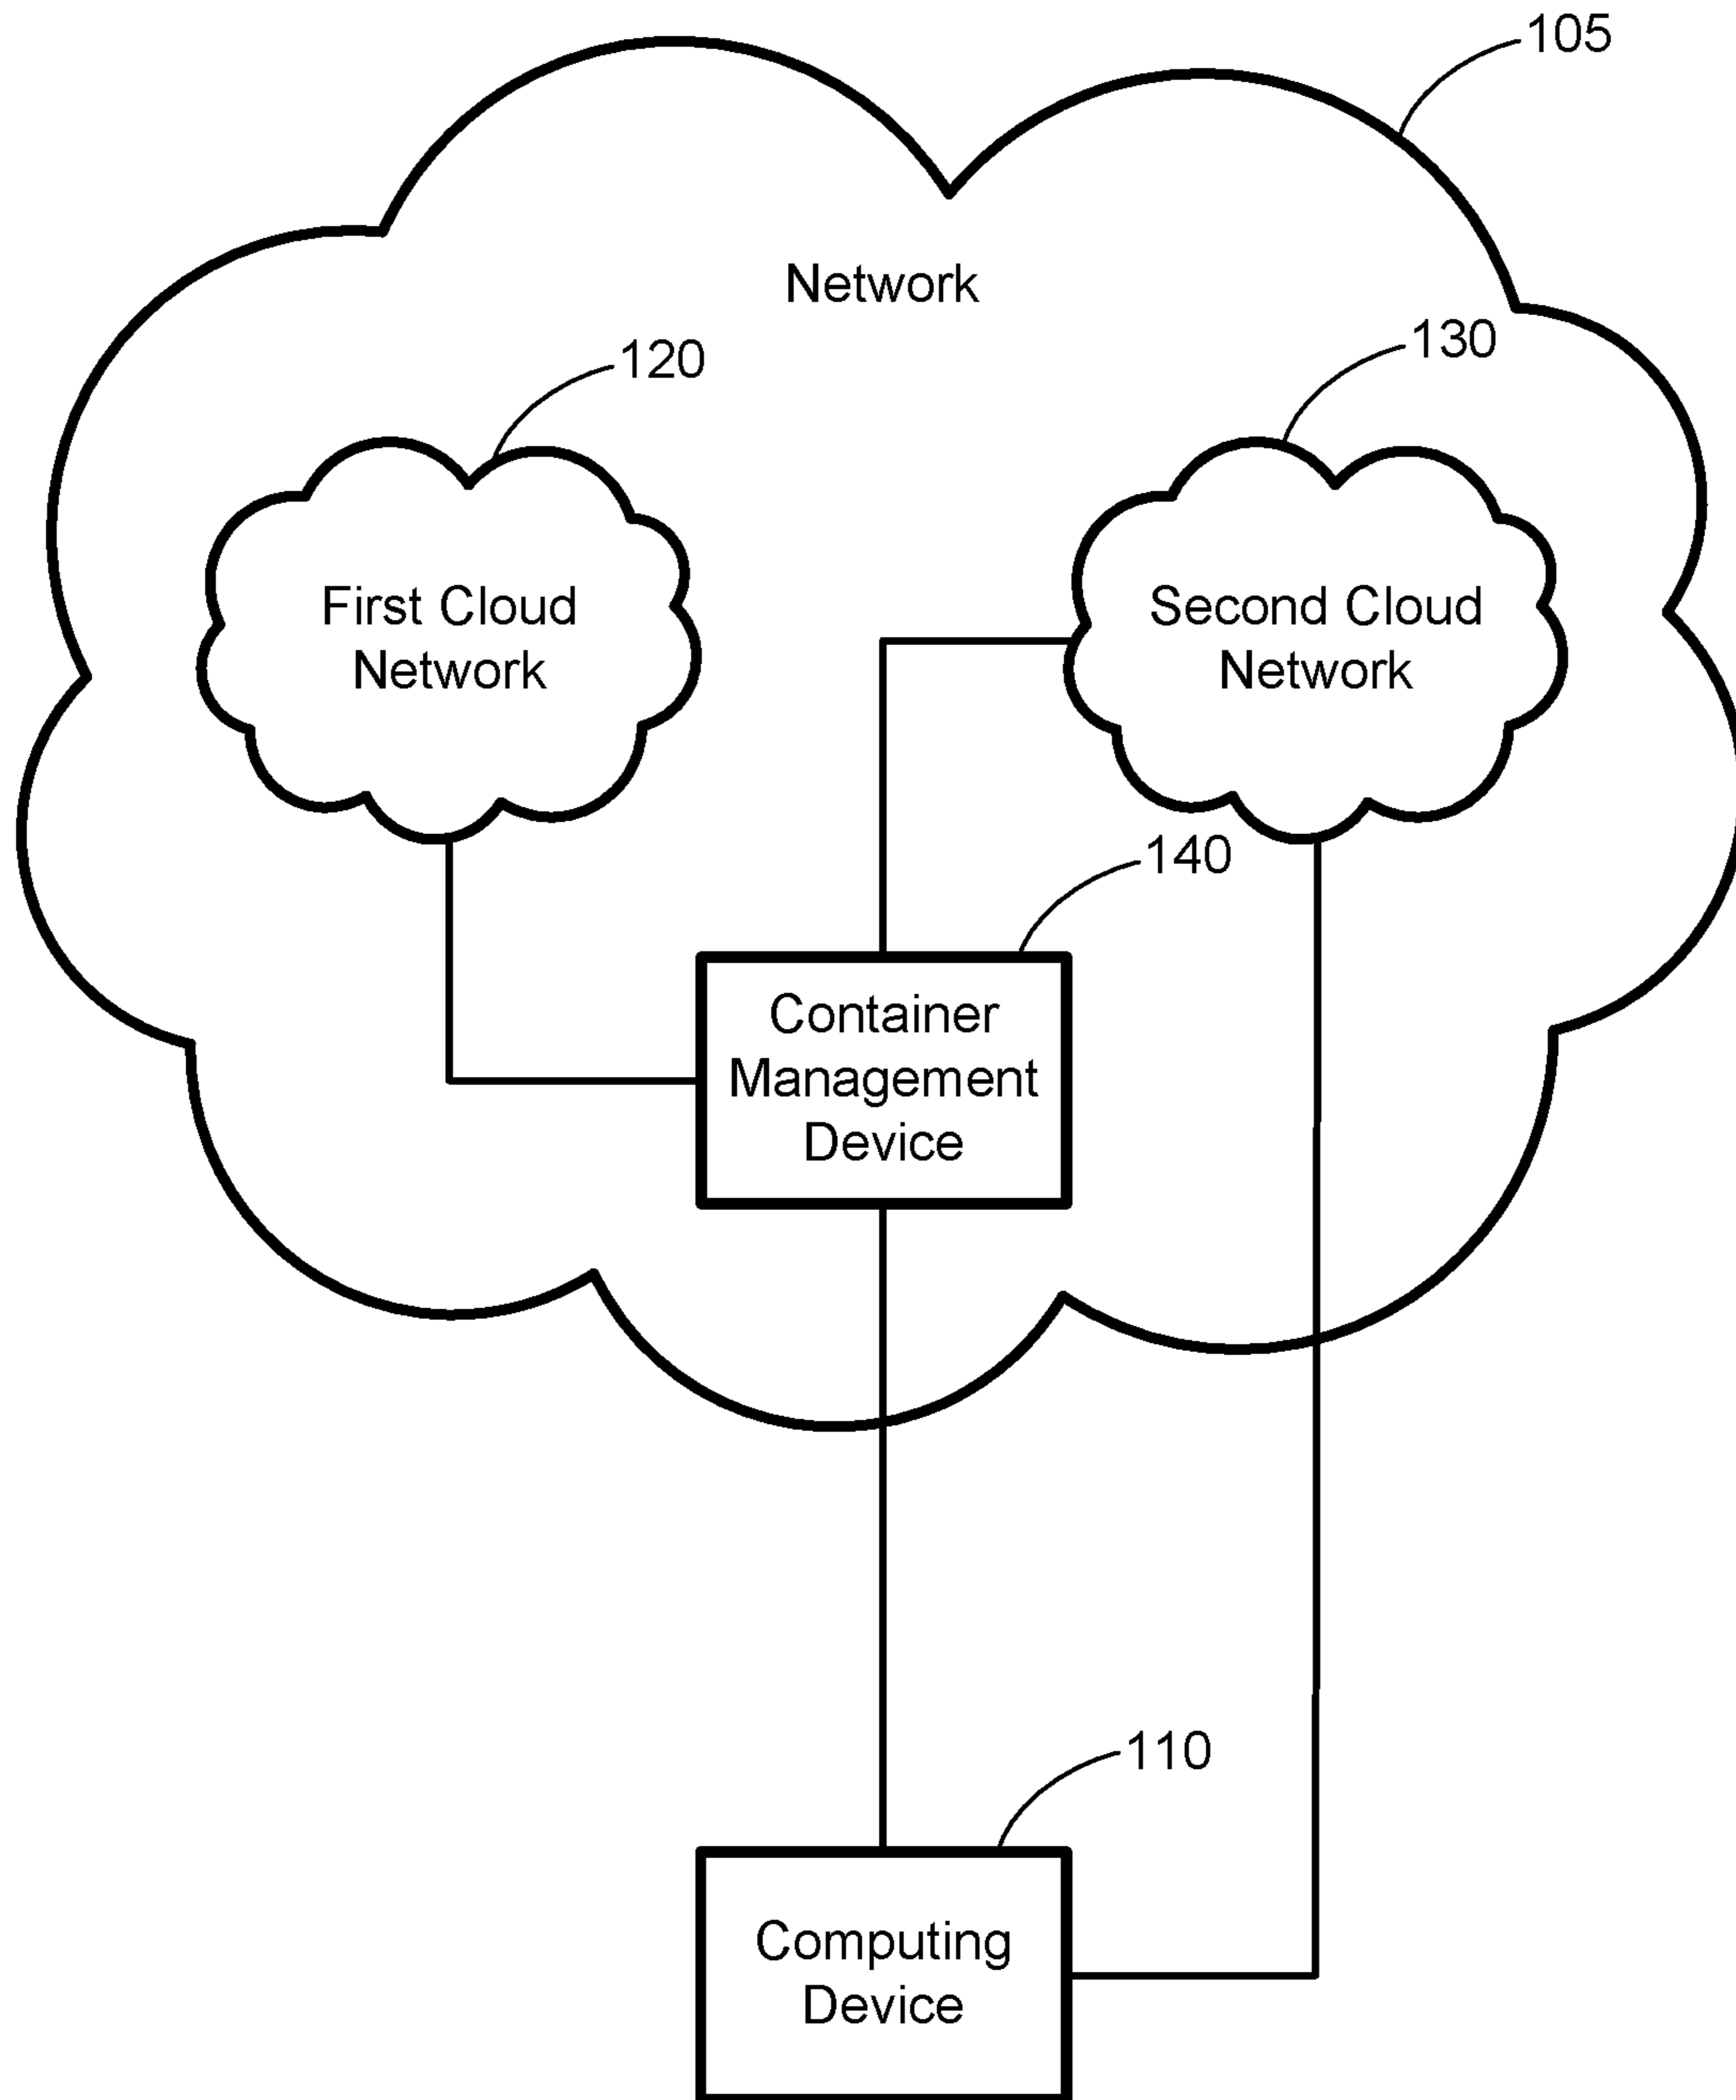 105
Network
120
130
First Cloud
Network
Second Cloud
Network
140
Container
Management
Device
110
Computing
Device